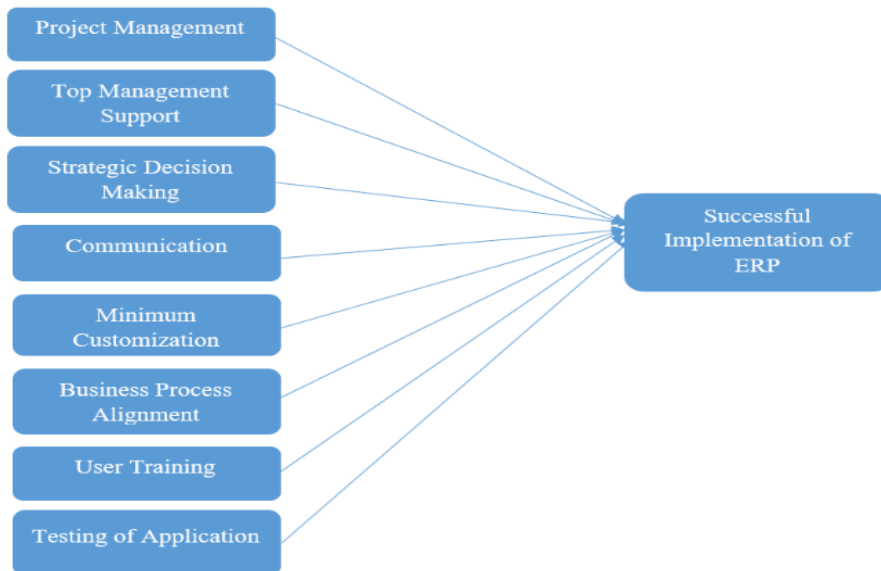 Project Management
Top Management
Support
Strategic Decision
Making
Communication
Minimum
Customization
Business Process
Alignment
User Training
Testing of Application
Successful
Implementation of
ERP